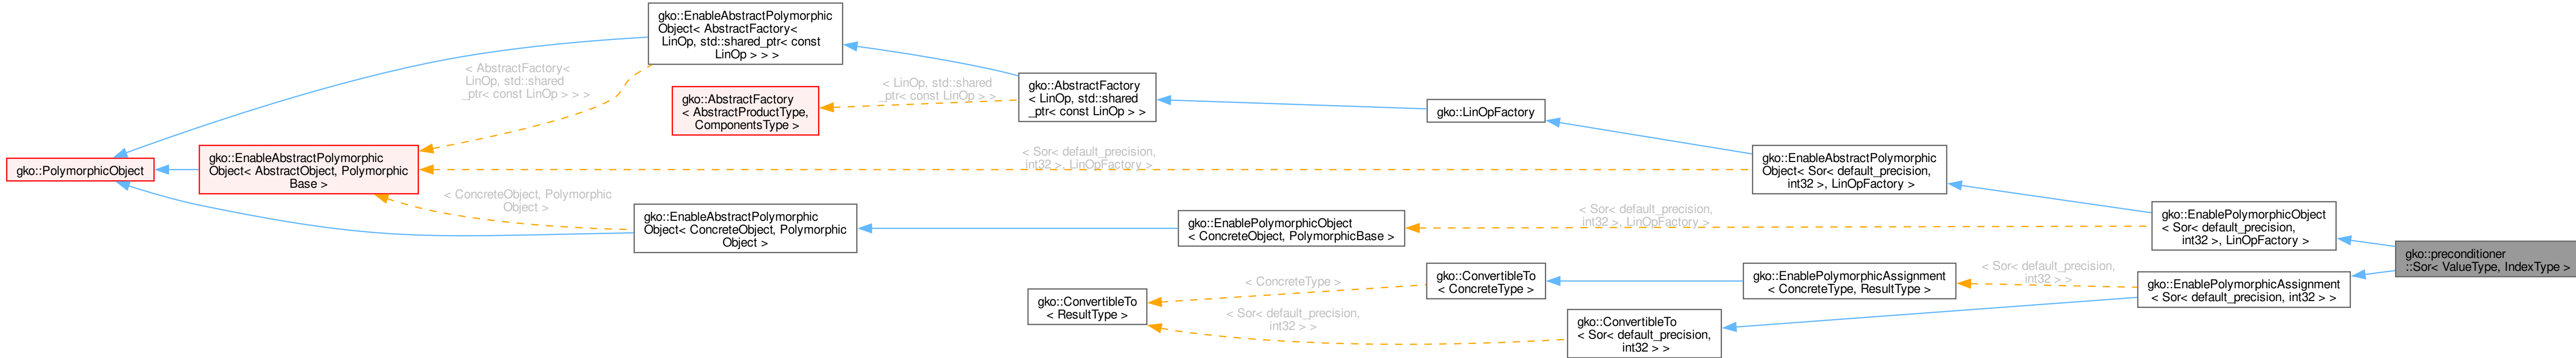 gko::EnableAbstractPolymorphic
Object< AbstractFactory<
LinOp, std::shared_ptr< const
LinOp > > >
< AbstractFactory<
LinOp, std::shared
_ptr< const LinOp > > >
gko::AbstractFactory
< AbstractProductType,
ComponentsType >
< LinOp, std::shared
_ptr< const LinOp > >
gko::AbstractFactory
< LinOp, std::shared
_ptr< const LinOp > >
gko::LinOpFactory
gko::PolymorphicObject
gko::EnableAbstractPolymorphic
Object< AbstractObject, Polymorphic
Base >
< Sor< default_precision,
int32 >, LinOpFactory >
gko::EnableAbstractPolymorphic
Object< Sor< default_precision,
int32 >, LinOpFactory >
< ConcreteObject, Polymorphic
Object >
gko::EnableAbstractPolymorphic
Object< ConcreteObject, Polymorphic
Object >
gko::EnablePolymorphicObject
< ConcreteObject, PolymorphicBase >
< Sor< default_precision,
int32 >, LinOpFactory >
gko::EnablePolymorphicObject
< Sor< default_precision,
int32 >, LinOpFactory >
gko::preconditioner
::Sor< ValueType, IndexType >
gko::ConvertibleTo
< ResultType >
< ConcreteType >
gko::ConvertibleTo
< ConcreteType >
gko::EnablePolymorphicAssignment
< ConcreteType, ResultType >
< Sor< default_precision,
int32 > >
gko::EnablePolymorphicAssignment
< Sor< default_precision, int32 > >
< Sor< default_precision,
int32 > >
gko::ConvertibleTo
< Sor< default_precision,
int32 > >